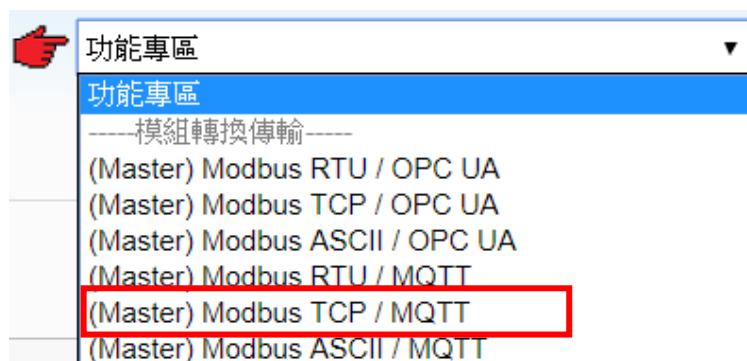 功能專區
功能專區
-----模組轉換傳輸-----
(Master) Modbus RTU / OPC UA
(Master) Modbus TCP / OPC UA
(Master) Modbus ASCII / OPC UA
(Master) Modbus RTU / MQTT
(Master) Modbus TCP / MQTT
(Master) Modbus ASCII / MQTT